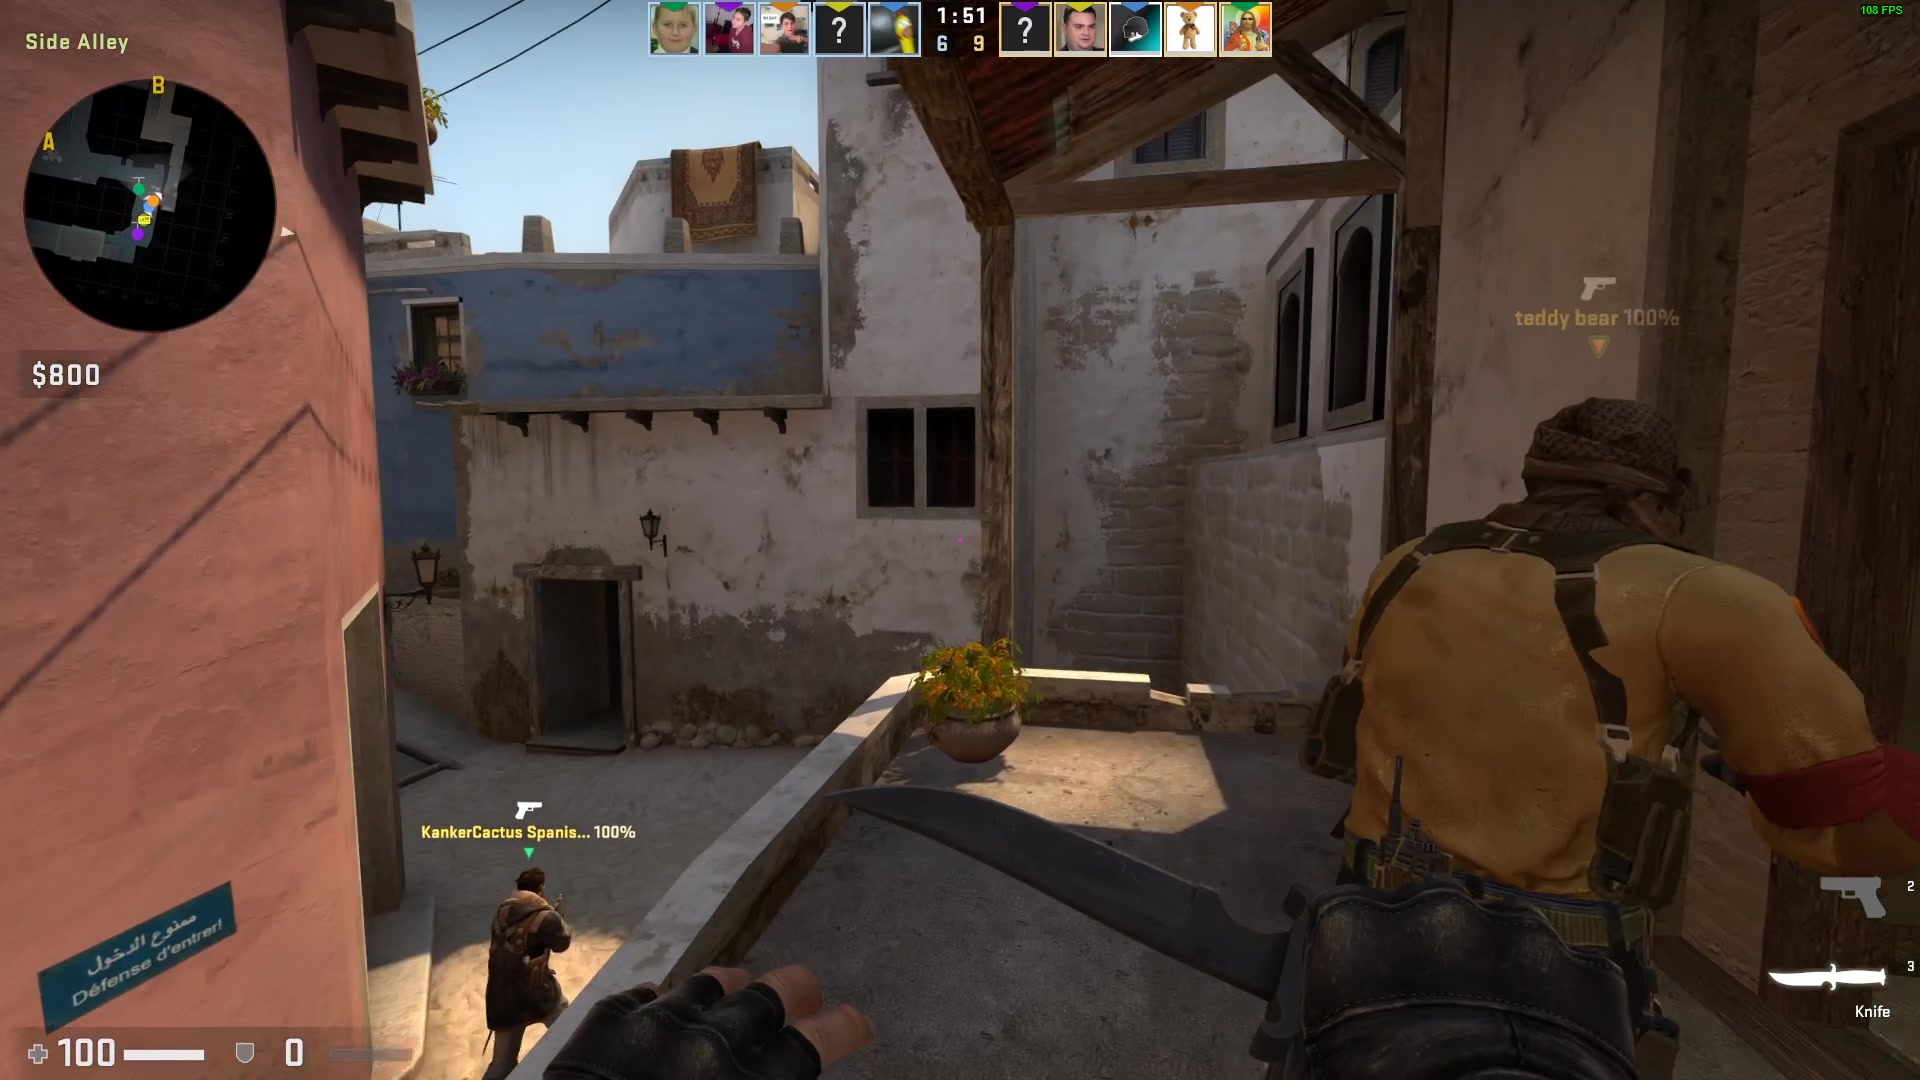 108 FPS
Side Alley
1:51
6 9
?
?
B
A
$800
teddy bear 100%
KankerCactus Spanis... 100%
ممنوع الدخول
Défense d'entrer!
2
3
Knife
100
0